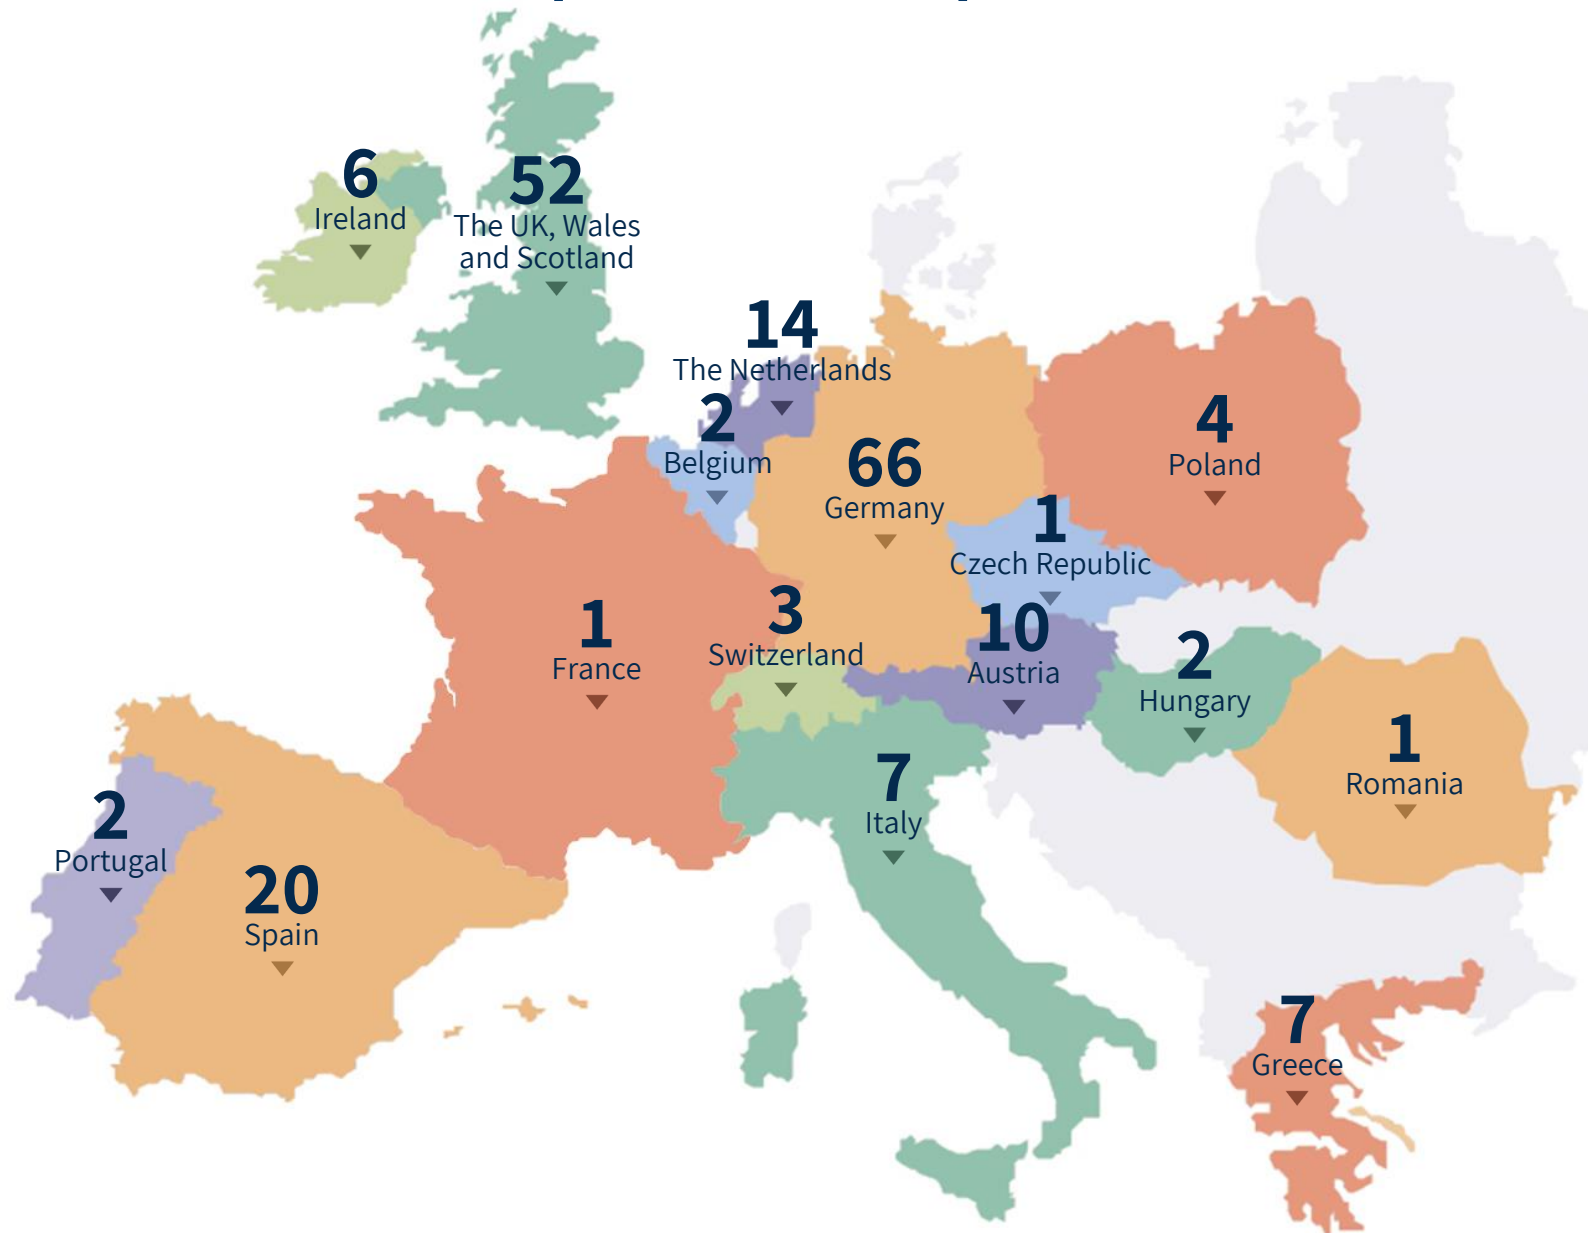 6
Ireland
52
The UK, Wales
and Scotland
14
The Netherlands
2
Belgium
66
Germany
4
Poland
1
Czech Republic
3
Switzerland
10
Austria
1
France
2
Hungary
1
Romania
7
Italy
2
Portugal
20
Spain
7
Greece